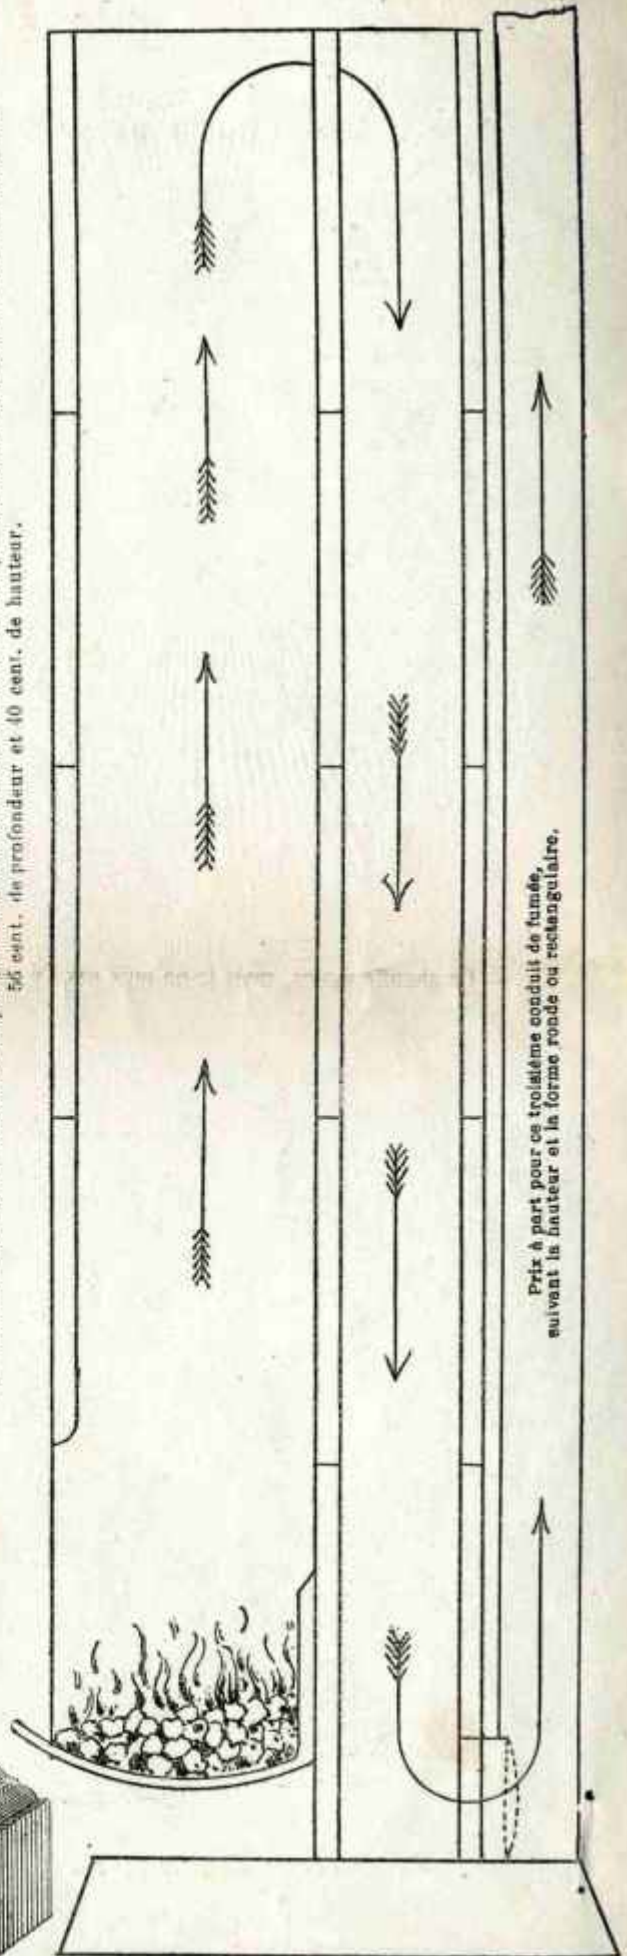 56 cent. de profondeur et 40 cent. de hauteur.
Prix à part pour ce troisième conduit de fumée,
suivant la hauteur et la forme ronde ou rectangulaire.